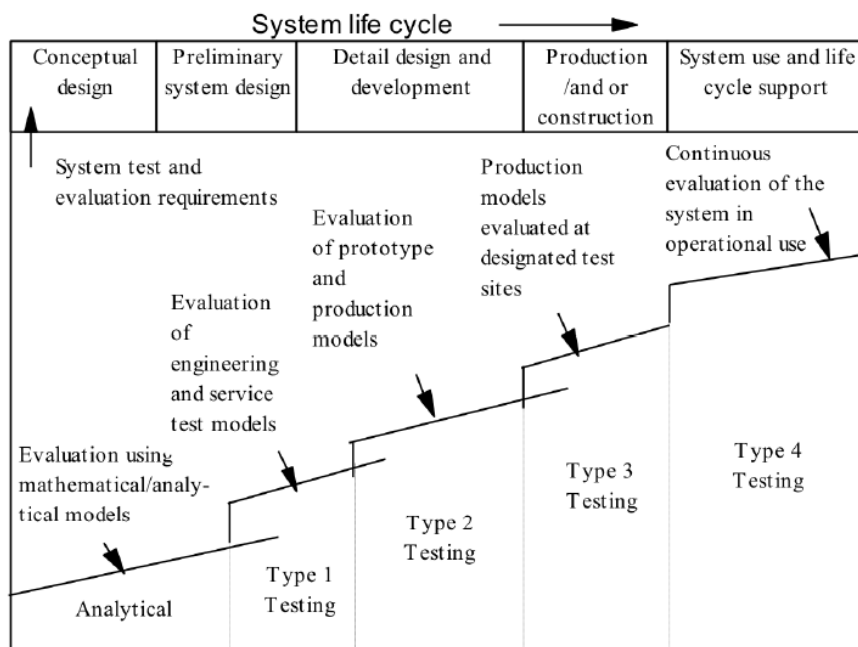 System life cycle
Conceptual
design
Preliminary
system design
Detail design and
development
Production
/and or
construction
System use and life
cycle support
System test and
evaluation requirements
Evaluation using
mathematical/analy-
tical models
Evaluation
of
engineering
and service
test models
Evaluation
of prototype
and
production
models
Production
models
evaluated at
designated test
sites
Continuous
evaluation of the
system in
operational use
Analytical
Type 1
Testing
Type 2
Testing
Type 3
Testing
Type 4
Testing